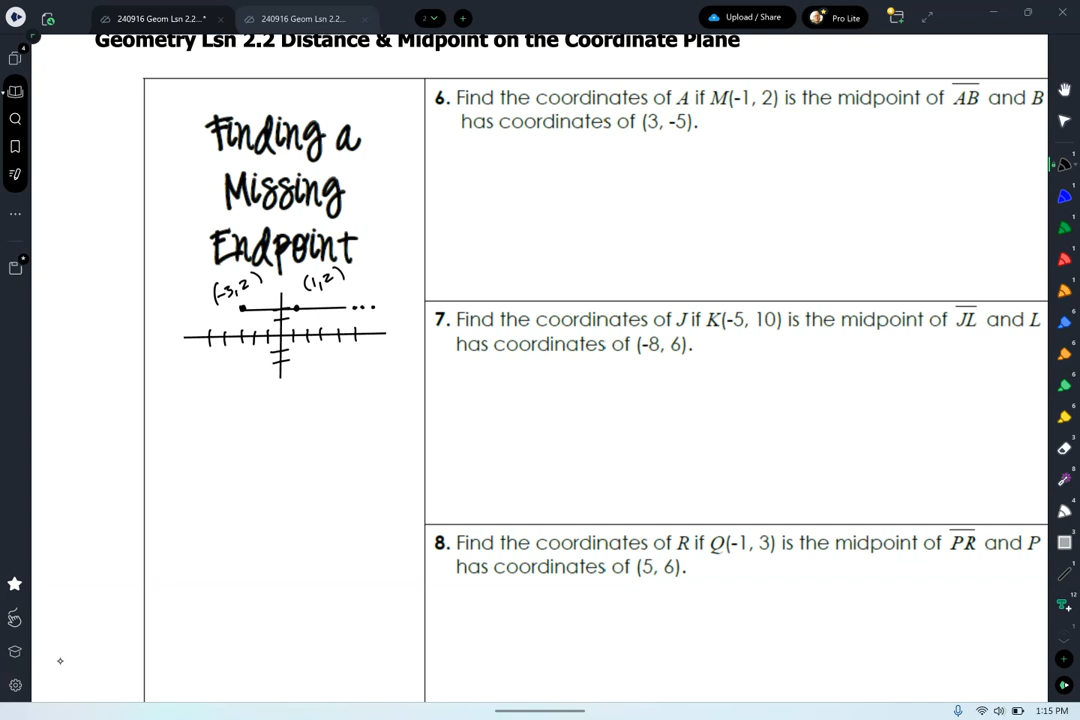 240916 Geom Lsn 2.2...*
240916 Geom Lsn 2.2...
2
Upload / Share
Pro Lite
Geometry Lsn 2.2 Distance & Midpoint on the Coordinate Plane
Finding a
Missing
Endpoint
(-3,2)
(1,2)
6. Find the coordinates of A if M(-1, 2) is the midpoint of AB and B
has coordinates of (3, -5).
7. Find the coordinates of J if K(-5, 10) is the midpoint of JL and L
has coordinates of (-8, 6).
8. Find the coordinates of R if Q(-1, 3) is the midpoint of PR and P
has coordinates of (5, 6).
1:15 PM